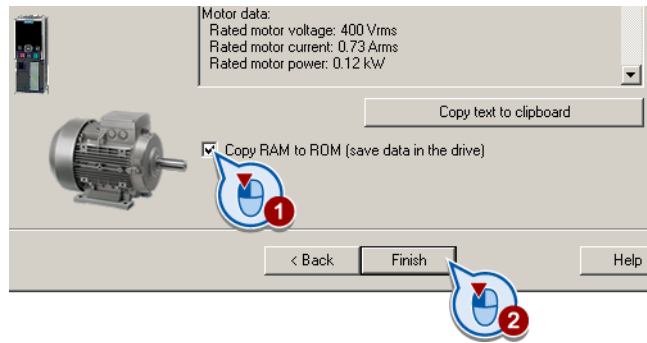 Motor data:
Rated motor voltage: 400 Vrms
Rated motor current: 0.73 Arms
Rated motor power: 0.12 kW
Copy text to clipboard
Copy RAM to ROM (save data in the drive)
1
< Back
Finish
Help
2